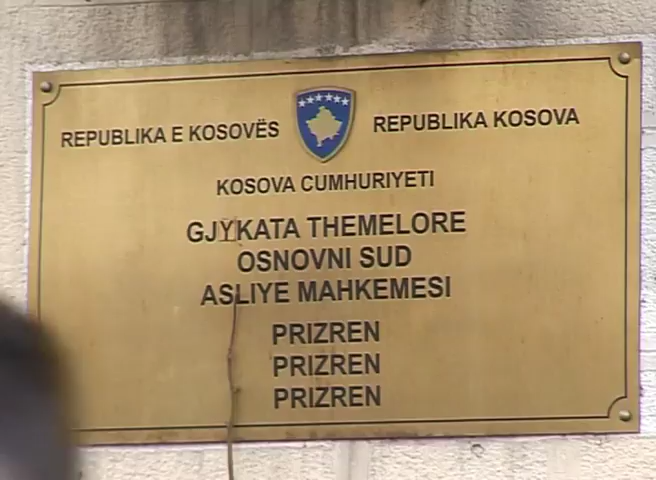 REPUBLIKA E KOSOVËS REPUBLIKA KOSOVA
KOSOVA CUMHURIYETI
GJYKATA THEMELORE
OSNOVNI SUD
ASLIYE MAHKEMESI
PRIZREN
PRIZREN
PRIZREN